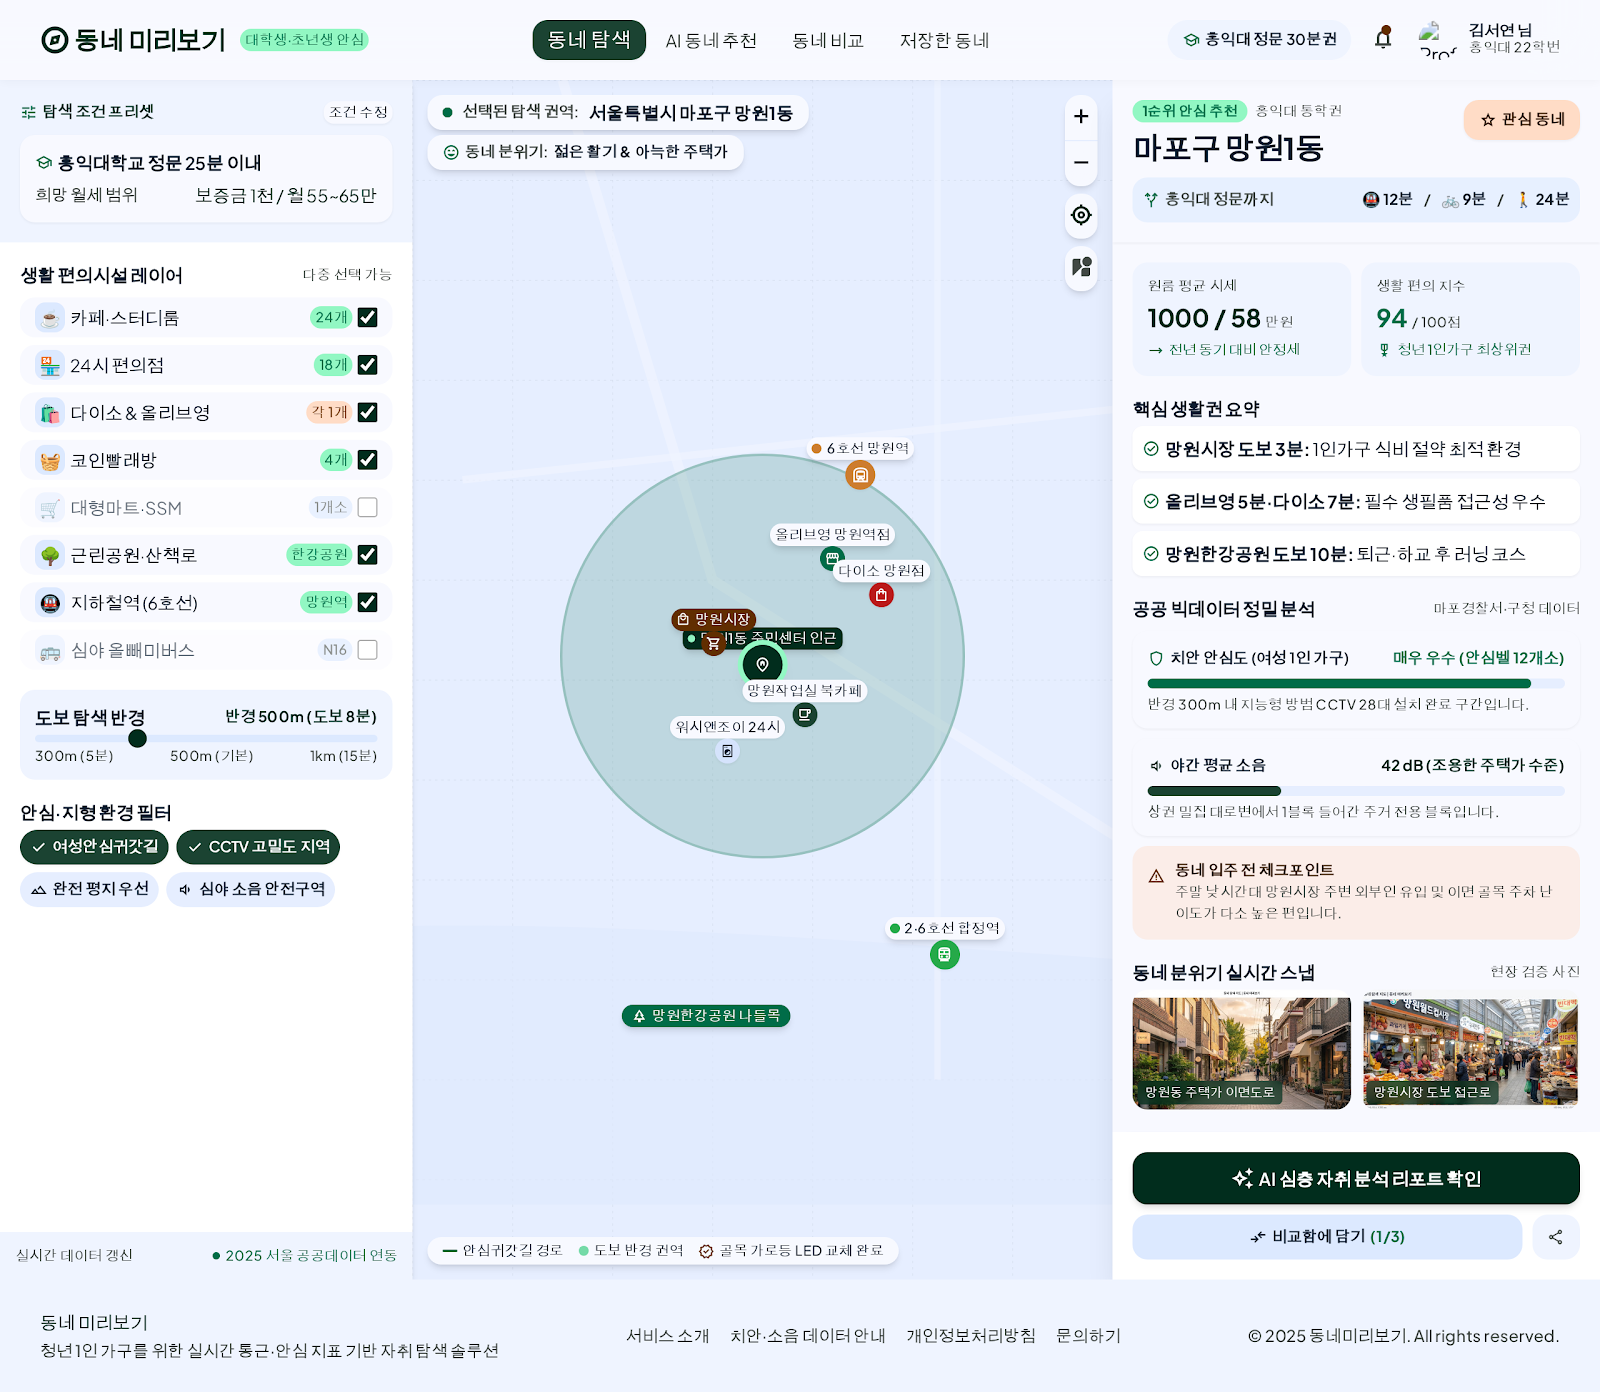 동네 미리보기
대학생·초년생 안심
동네 탐색
AI 동네 추천
동네 비교
저장한 동네
홍익대 정문 30분권
김서연 님
홍익대 22학번
탐색 조건 프리셋
조건 수정
홍익대학교 정문 25분 이내
희망 월세 범위
보증금 1천 / 월 55~65만
생활 편의시설 레이어
다중 선택 가능
카페·스터디룸
24개
24시 편의점
18개
다이소 & 올리브영
각 1개
코인빨래방
4개
대형마트·SSM
1개소
근린공원·산책로
한강공원
지하철역 (6호선)
망원역
심야 올빼미버스
N16
도보 탐색 반경
반경 500m (도보 8분)
300m (5분)
500m (기본)
1km (15분)
안심·지형 환경 필터
여성안심귀갓길
CCTV 고밀도 지역
완전 평지 우선
심야 소음 안전구역
실시간 데이터 갱신
2025 서울 공공데이터 연동
선택된 탐색 권역: 서울특별시 마포구 망원1동
동네 분위기: 젊은 활기 & 아늑한 주택가
+
−
6호선 망원역
올리브영 망원역점
다이소 망원점
망원시장
1동 주민센터 인근
망원작업실 북카페
워시앤조이 24시
2·6호선 합정역
망원한강공원 나들목
안심귀갓길 경로
도보 반경 권역
골목 가로등 LED 교체 완료
1순위 안심 추천
홍익대 통학권
관심 동네
마포구 망원1동
홍익대 정문까지
12분 / 9분 / 24분
원룸 평균 시세
1000 / 58 만원
전년 동기 대비 안정세
생활 편의 지수
94 / 100점
청년 1인가구 최상위권
핵심 생활권 요약
망원시장 도보 3분: 1인가구 식비 절약 최적 환경
올리브영 5분·다이소 7분: 필수 생필품 접근성 우수
망원한강공원 도보 10분: 퇴근·하교 후 러닝 코스
공공 빅데이터 정밀 분석
마포경찰서·구청 데이터
치안 안심도 (여성 1인 가구)
매우 우수 (안심벨 12개소)
반경 300m 내 지능형 방범 CCTV 28대 설치 완료 구간입니다.
야간 평균 소음
42 dB (조용한 주택가 수준)
상권 밀집 대로변에서 1블록 들어간 주거 전용 블록입니다.
동네 입주 전 체크포인트
주말 낮 시간대 망원시장 주변 외부인 유입 및 이면 골목 주차 난
이도가 다소 높은 편입니다.
동네 분위기 실시간 스냅
현장 검증 사진
망원동 주택가 이면도로
망원시장 도보 접근로
AI 심층 자취 분석 리포트 확인
비교함에 담기 (1/3)
동네 미리보기
청년 1인 가구를 위한 실시간 통근·안심 지표 기반 자취 탐색 솔루션
서비스 소개
치안·소음 데이터 안내
개인정보처리방침
문의하기
© 2025 동네미리보기. All rights reserved.